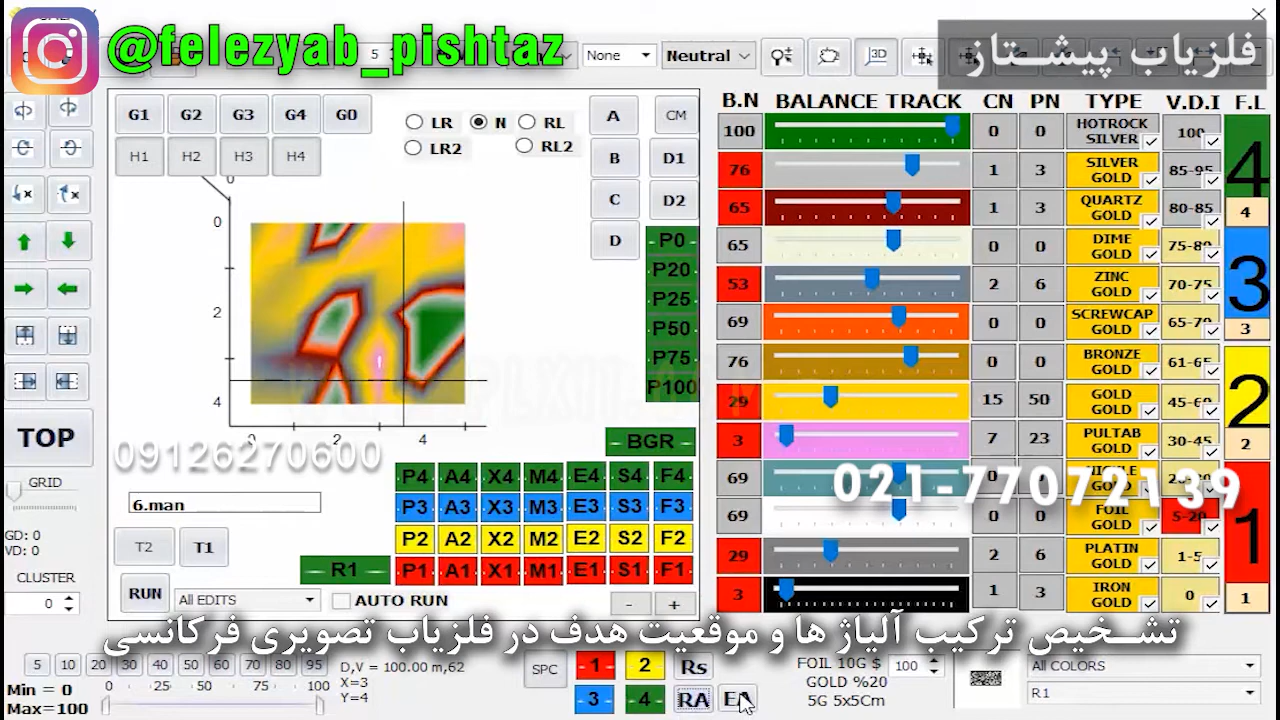 @felezyab_pishtaz
5
None
Neutral
3D
فلزیاب پیشتاز
G1 G2 G3 G4 G0
H1 H2 H3 H4
LR N RL
LR2 RL2
A CM
B D1
C D2
D
P0
P20
P25
P50
P75
P100
0
0 2 4
0 2 4
B.N BALANCE TRACK CN PN TYPE V.D.I F.L
100 0 0 HOTROCK SILVER 100 4
76 1 3 SILVER GOLD 85-95
65 1 3 QUARTZ GOLD 80-85 4
65 0 0 DIME GOLD 75-80 3
53 2 6 ZINC GOLD 70-75
69 0 0 SCREWCAP GOLD 65-70 3
76 0 0 BRONZE GOLD 61-65 2
29 15 50 GOLD GOLD
3 7 23 PULTAB GOLD 30-45 2
69 1
69 0 0 FOIL GOLD 5-20
29 2 6 PLATIN GOLD 1-5
3 1 3 IRON GOLD 0 1
TOP
GRID
GD: 0
VD: 0
CLUSTER
0
09126270600
021-77072139
BGR
6.man
T2 T1
RUN
All EDITS
AUTO RUN
R1
P4 A4 X4 M4 E4 S4 F4
P3 A3 X3 M3 E3 S3 F3
P2 A2 X2 M2 E2 S2 F2
P1 A1 X1 M1 E1 S1 F1
- +
تشخیص ترکیب آلیاژ ها و موقعیت هدف در فلزیاب تصویری فرکانسی
5 10 20 30 40 50 60 70 80 95
Min = 0
Max=100
0 25 50 75 100
D,V = 100.00 m,62
X=3
Y=4
SPC
1 2 Rs
3 4 RA
FOIL 10G $ 100
GOLD %20
5G 5x5Cm
All COLORS
R1